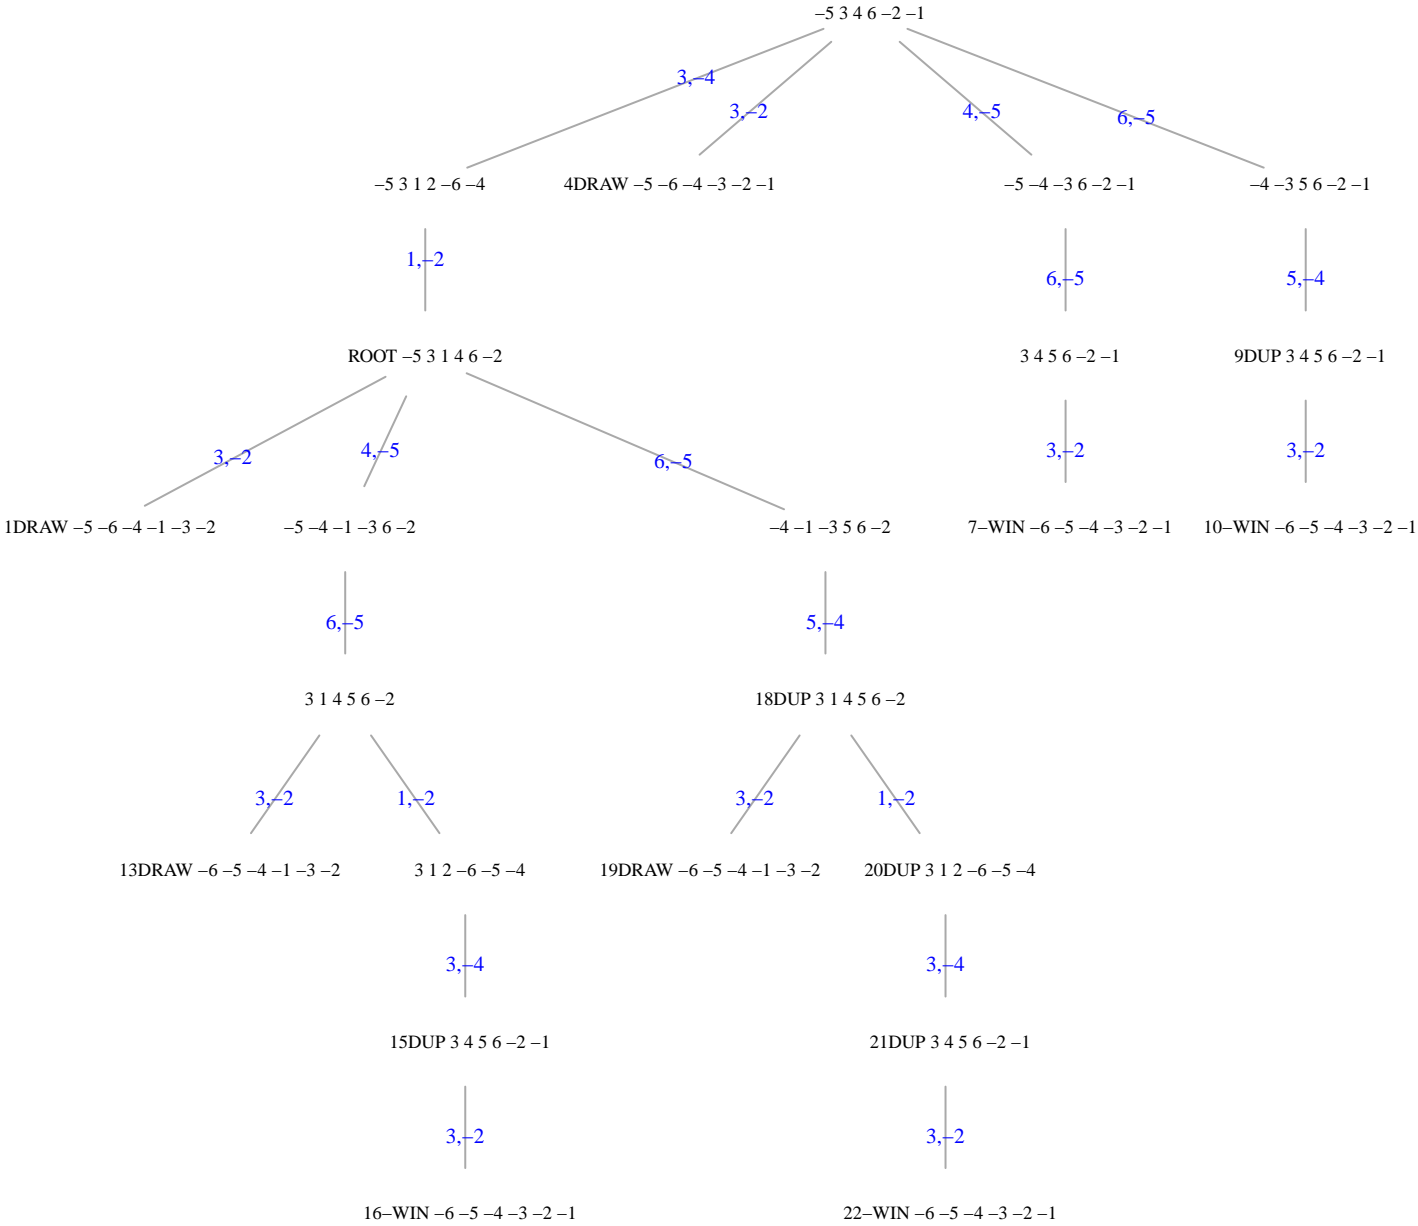 –5 3 4 6 –2 –1
3,–4
3,–2
4,–5
6,–5
–5 3 1 2 –6 –4
4DRAW –5 –6 –4 –3 –2 –1
–5 –4 –3 6 –2 –1
–4 –3 5 6 –2 –1
1,–2
6,–5
5,–4
ROOT –5 3 1 4 6 –2
3 4 5 6 –2 –1
9DUP 3 4 5 6 –2 –1
3,–2
4,–5
6,–5
3,–2
3,–2
1DRAW –5 –6 –4 –1 –3 –2
–5 –4 –1 –3 6 –2
–4 –1 –3 5 6 –2
7–WIN –6 –5 –4 –3 –2 –1
10–WIN –6 –5 –4 –3 –2 –1
6,–5
5,–4
3 1 4 5 6 –2
18DUP 3 1 4 5 6 –2
3,–2
1,–2
3,–2
1,–2
13DRAW –6 –5 –4 –1 –3 –2
3 1 2 –6 –5 –4
19DRAW –6 –5 –4 –1 –3 –2
20DUP 3 1 2 –6 –5 –4
3,–4
3,–4
15DUP 3 4 5 6 –2 –1
21DUP 3 4 5 6 –2 –1
3,–2
3,–2
16–WIN –6 –5 –4 –3 –2 –1
22–WIN –6 –5 –4 –3 –2 –1